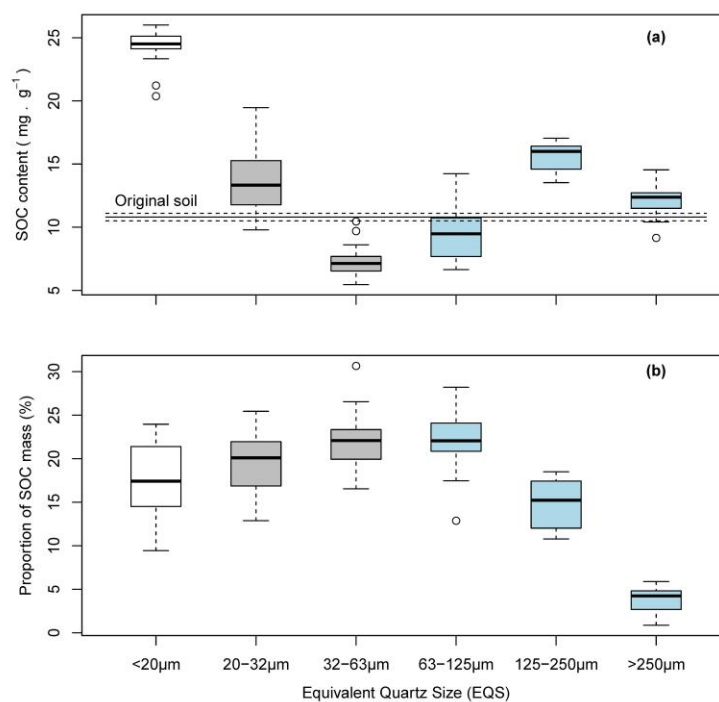 (a)
SOC content ( mg · g⁻¹ )
25
20
15
10
5
Original soil
(b)
Proportion of SOC mass (%)
30
25
20
15
10
5
0
<20µm
20−32µm
32−63µm
63−125µm
125−250µm
>250µm
Equivalent Quartz Size (EQS)